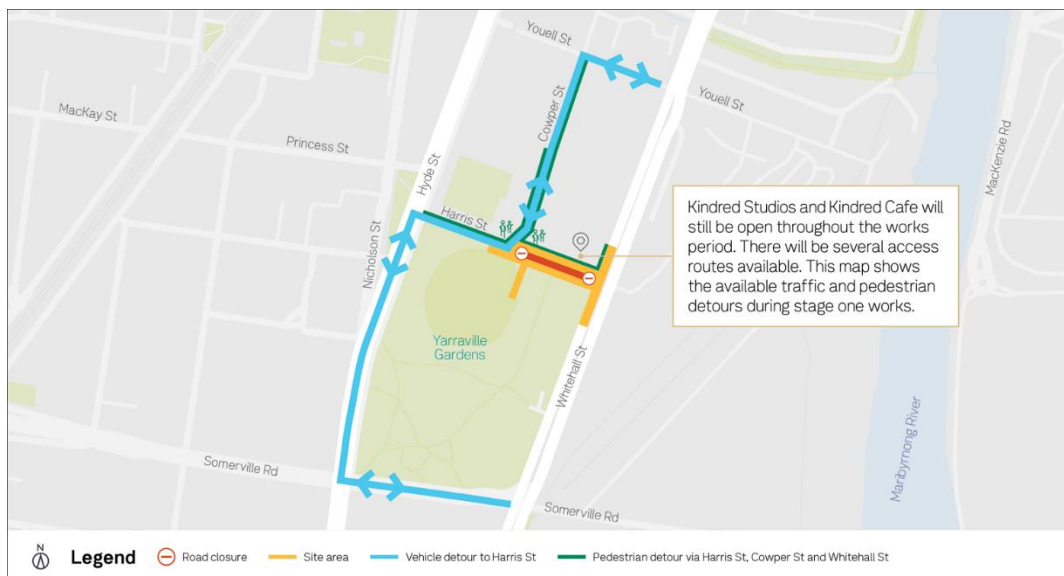 Youell St
Youell St
Cowper St
MacKay St
Princess St
Hyde St
MacKenzie Rd
Harris St
Nicholson St
Kindred Studios and Kindred Cafe will
still be open throughout the works
period. There will be several access
routes available. This map shows
the available traffic and pedestrian
detours during stage one works.
Yarraville
Gardens
Whitehall St
Maribyrnong River
Somerville Rd
Somerville Rd
N
Legend
Road closure
Site area
Vehicle detour to Harris St
Pedestrian detour via Harris St, Cowper St and Whitehall St